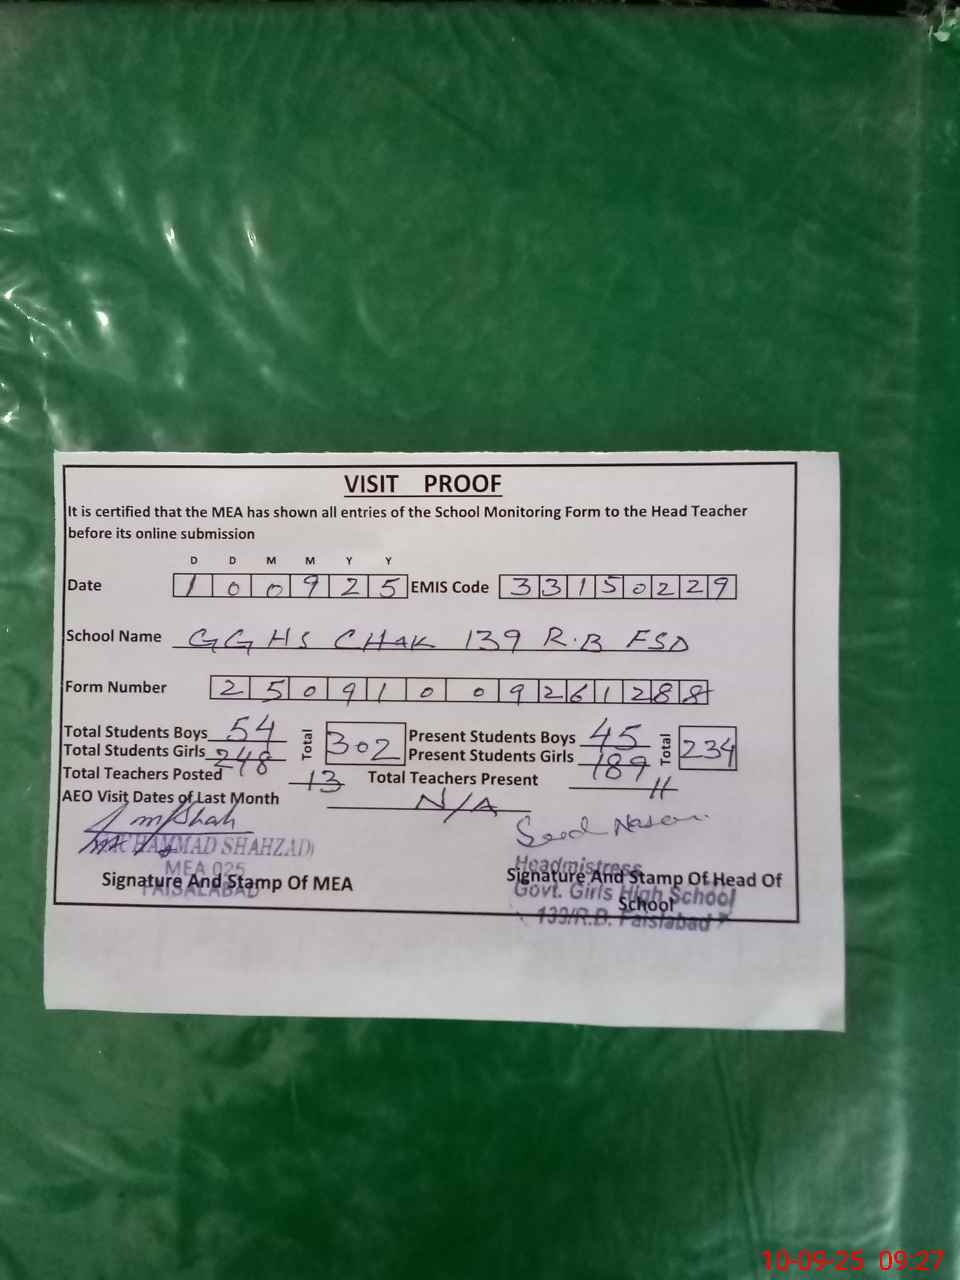 VISIT PROOF
It is certified that the MEA has shown all entries of the School Monitoring Form to the Head Teacher
before its online submission
D D M M Y Y
Date 1 0 0 9 2 5 EMIS Code 3 3 1 5 0 2 2 9
School Name GGHS CHAK 139 R.B FSD
Form Number 2 5 0 9 1 0 0 9 2 6 1 2 8 8
Total Students Boys 54 Total 302 Present Students Boys 45 Total 234
Total Students Girls 248 Present Students Girls 189
Total Teachers Posted 13 Total Teachers Present 11
AEO Visit Dates of Last Month N/A
MUHAMMAD SHAHZAD
MEA 025
FAISALABAD
Signature And Stamp Of MEA
Headmistress
Signature And Stamp Of Head Of
Govt. Girls High School
School
139/R.B. Faislabad
10-09-25 09:27